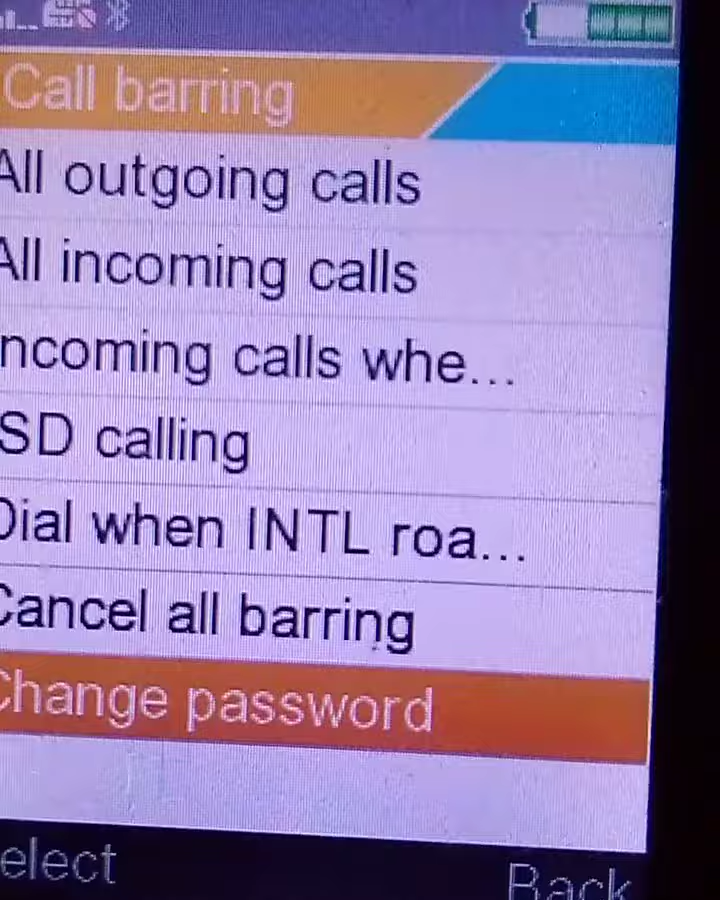 Call barring
All outgoing calls
All incoming calls
ncoming calls whe...
SD calling
Dial when INTL roa...
Cancel all barring
Change password
elect
Back